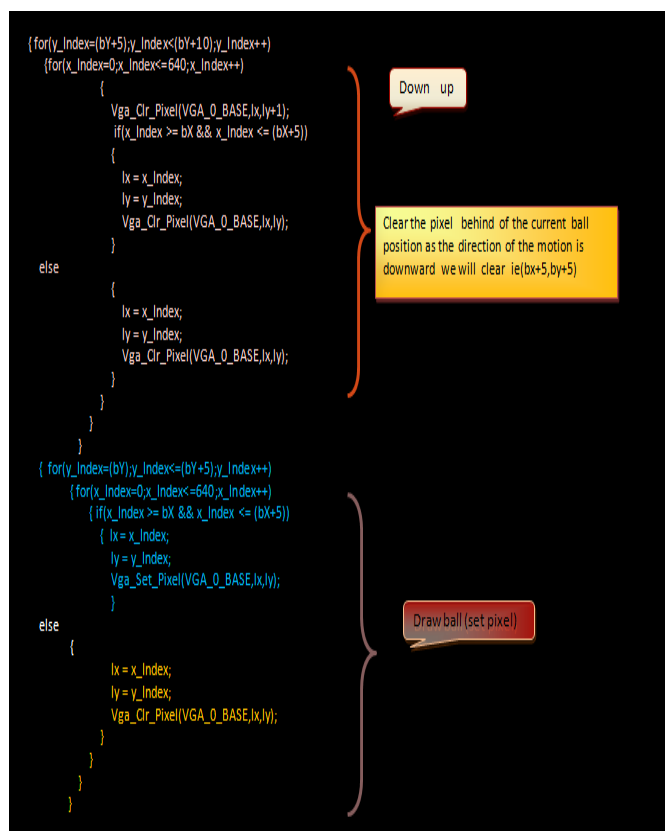 { for(y_Index=(bY+5);y_Index<(bY+10);y_Index++)
{for(x_Index=0;x_Index<=640;x_Index++)
{
Vga_Clr_Pixel(VGA_0_BASE,Ix,Iy+1);
if(x_Index >= bX && x_Index <= (bX+5))
{
Ix = x_Index;
Iy = y_Index;
Vga_Clr_Pixel(VGA_0_BASE,Ix,Iy);
}
else
{
Ix = x_Index;
Iy = y_Index;
Vga_Clr_Pixel(VGA_0_BASE,Ix,Iy);
}
}
}
}
Down up
Clear the pixel behind of the current ball
position as the direction of the motion is
downward we will clear ie(bx+5,by+5)
{ for(y_Index=(bY);y_Index<=(bY+5);y_Index++)
{ for(x_Index=0;x_Index<=640;x_Index++)
{ if(x_Index >= bX && x_Index <= (bX+5))
{ Ix = x_Index;
Iy = y_Index;
Vga_Set_Pixel(VGA_0_BASE,Ix,Iy);
}
else
{
Ix = x_Index;
Iy = y_Index;
Vga_Clr_Pixel(VGA_0_BASE,Ix,Iy);
}
}
}
}
Draw ball (set pixel)